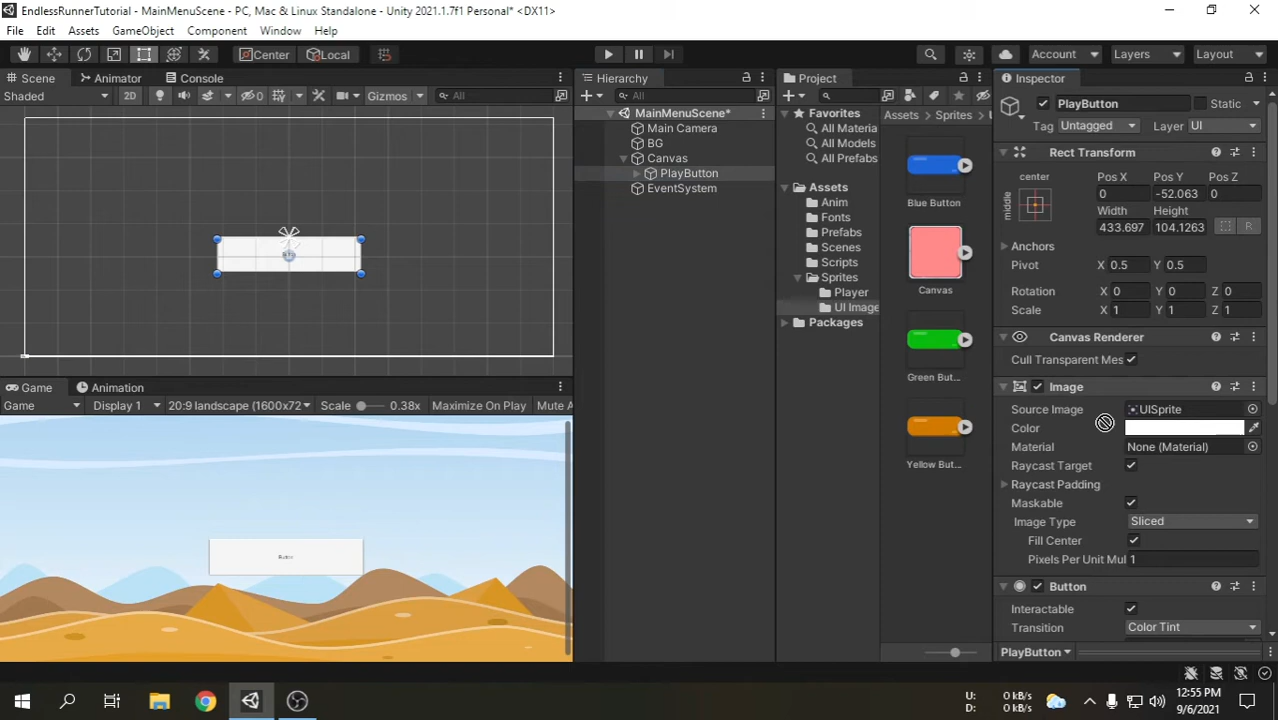 EndlessRunnerTutorial - MainMenuScene - PC, Mac & Linux Standalone - Unity 2021.1.7f1 Personal* <DX11>
File Edit Assets GameObject Component Window Help
Center Local Account Layers Layout
Scene Animator Console
Shaded 2D 0 Gizmos All
Hierarchy
All
MainMenuScene*
Main Camera
BG
Canvas
PlayButton
EventSystem
Project
Favorites
All Materia
All Models
All Prefabs
Assets
Anim
Fonts
Prefabs
Scenes
Scripts
Sprites
Player
UI Image
Packages
Assets Sprites U
Blue Button
Canvas
Green But...
Yellow But...
Inspector
PlayButton Static
Tag Untagged Layer UI
Rect Transform
center Pos X Pos Y Pos Z
middle 0 -52.063 0
Width Height
433.697 104.1263 R
Anchors
Pivot X 0.5 Y 0.5
Rotation X 0 Y 0 Z 0
Scale X 1 Y 1 Z 1
Canvas Renderer
Cull Transparent Mes
Image
Source Image UISprite
Color
Material None (Material)
Raycast Target
Raycast Padding
Maskable
Image Type Sliced
Fill Center
Pixels Per Unit Mul 1
Button
Interactable
Transition Color Tint
PlayButton
Game Animation
Game Display 1 20:9 landscape (1600x72 Scale 0.38x Maximize On Play Mute A
Button
U: 0 kB/s
D: 0 kB/s
12:55 PM
9/6/2021